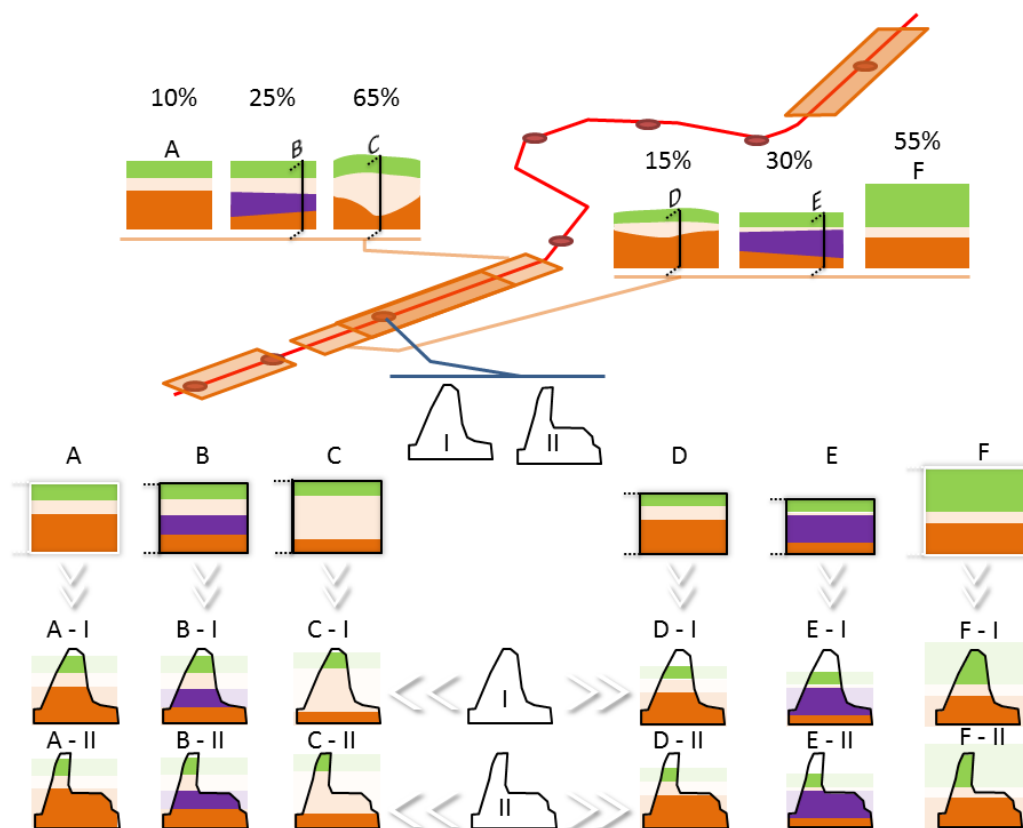 10% 25% 65%
A B C
15% 30% 55%
D E F
I II
A B C D E F
A - I B - I C - I I D - I E - I F - I
A - II B - II C - II II D - II E - II F - II